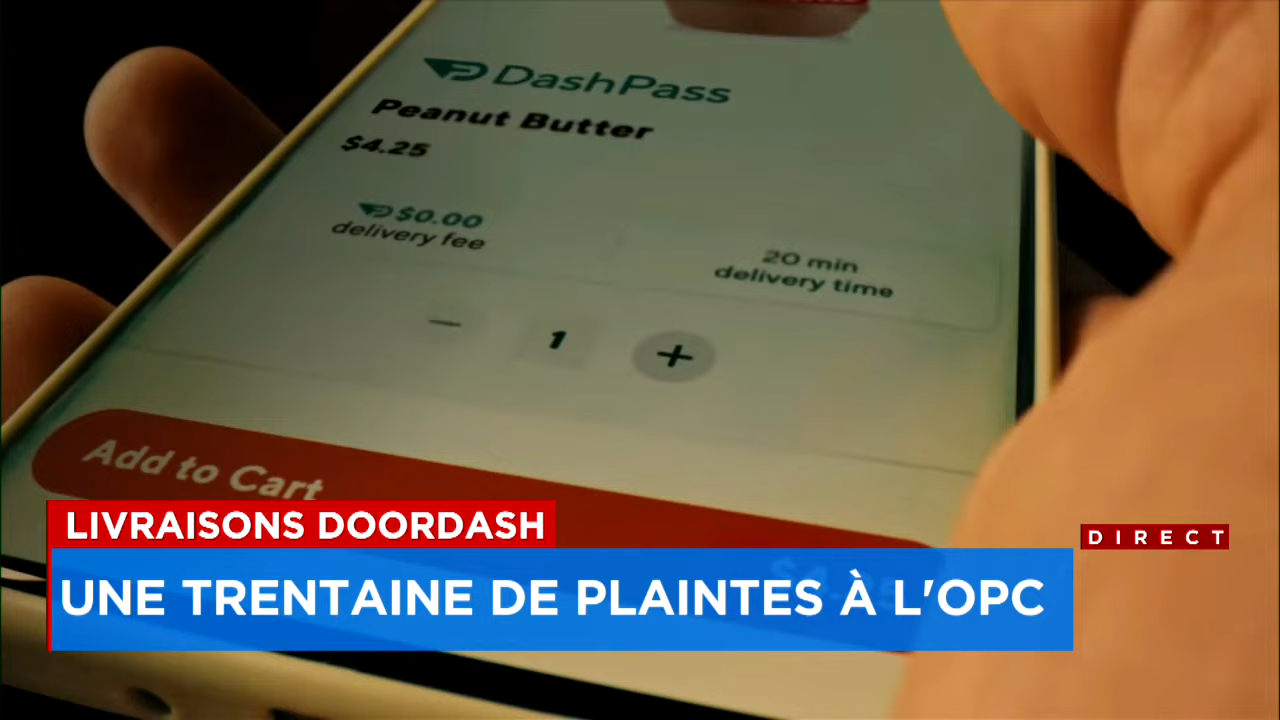 DashPass
Peanut Butter
$4.25
$0.00
delivery fee
20 min
delivery time
1
Add to Cart
LIVRAISONS DOORDASH
DIRECT
UNE TRENTAINE DE PLAINTES À L'OPC